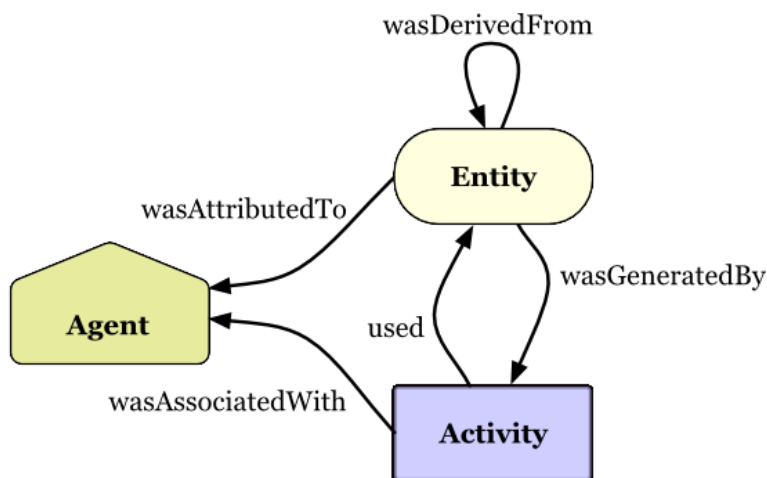 wasDerivedFrom
Entity
wasAttributedTo
wasGeneratedBy
Agent
used
wasAssociatedWith
Activity